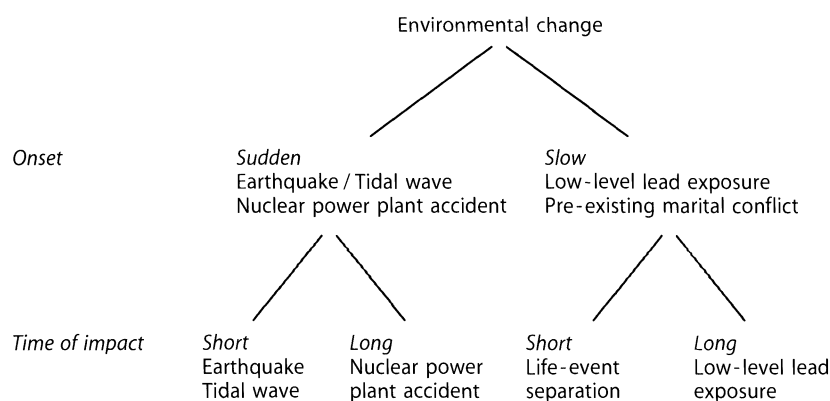 Environmental change
Onset
Sudden
Earthquake / Tidal wave
Nuclear power plant accident
Slow
Low-level lead exposure
Pre-existing marital conflict
Time of impact
Short
Earthquake
Tidal wave
Long
Nuclear power
plant accident
Short
Life-event
separation
Long
Low-level lead
exposure